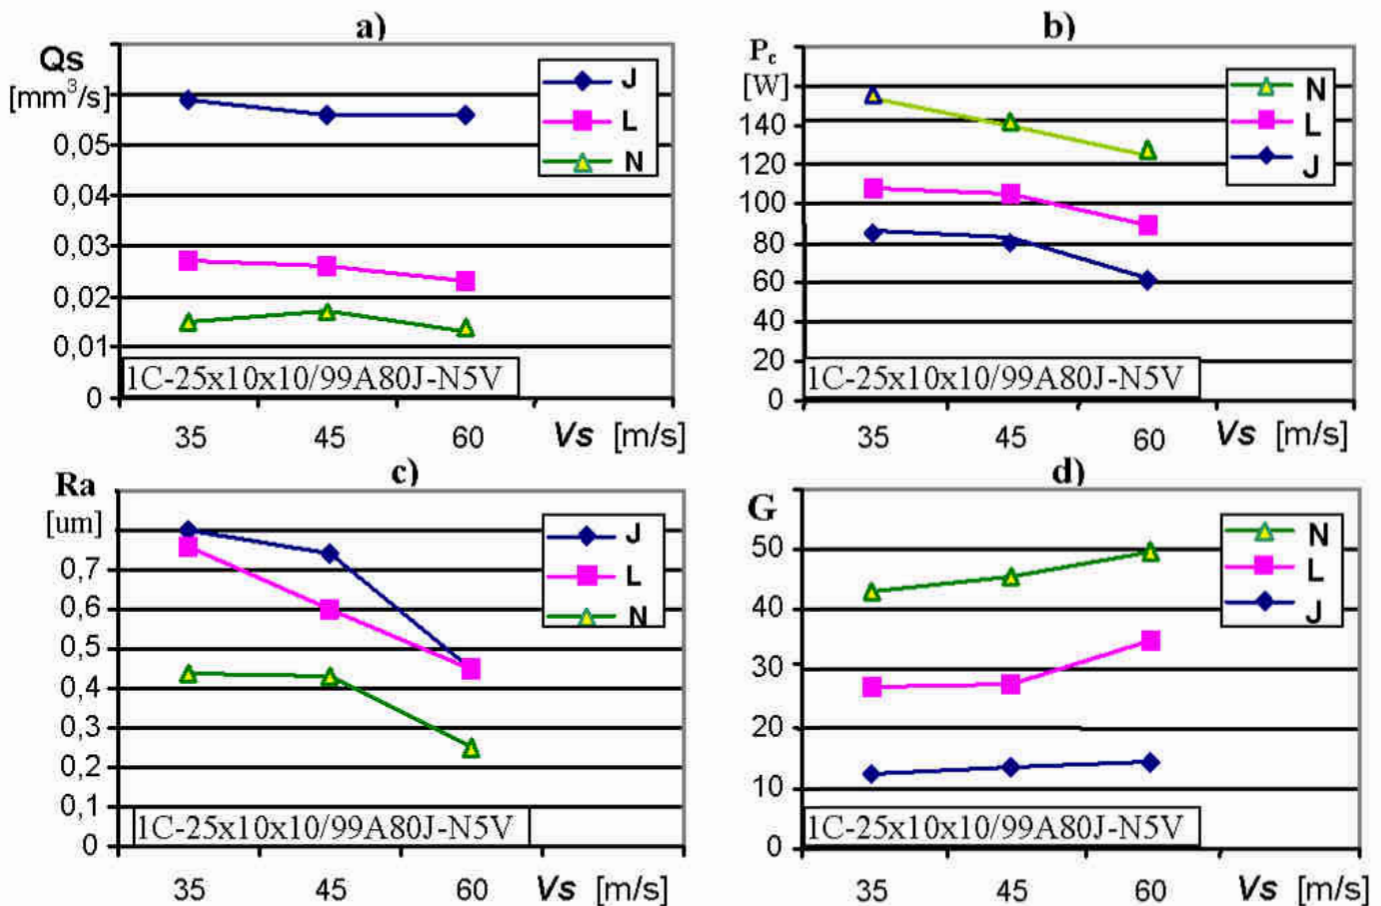 a)
Qs
[mm³/s]
0,05
0,04
0,03
0,02
0,01
0
J
L
N
1C-25x10x10/99A80J-N5V
35 45 60 Vs [m/s]
b)
Pc
[W]
140
120
100
80
60
40
20
0
N
L
J
1C-25x10x10/99A80J-N5V
35 45 60 Vs [m/s]
c)
Ra
[um]
0,7
0,6
0,5
0,4
0,3
0,2
0,1
0
J
L
N
1C-25x10x10/99A80J-N5V
35 45 60 Vs [m/s]
d)
G
50
40
30
20
10
0
N
L
J
1C-25x10x10/99A80J-N5V
35 45 60 Vs [m/s]